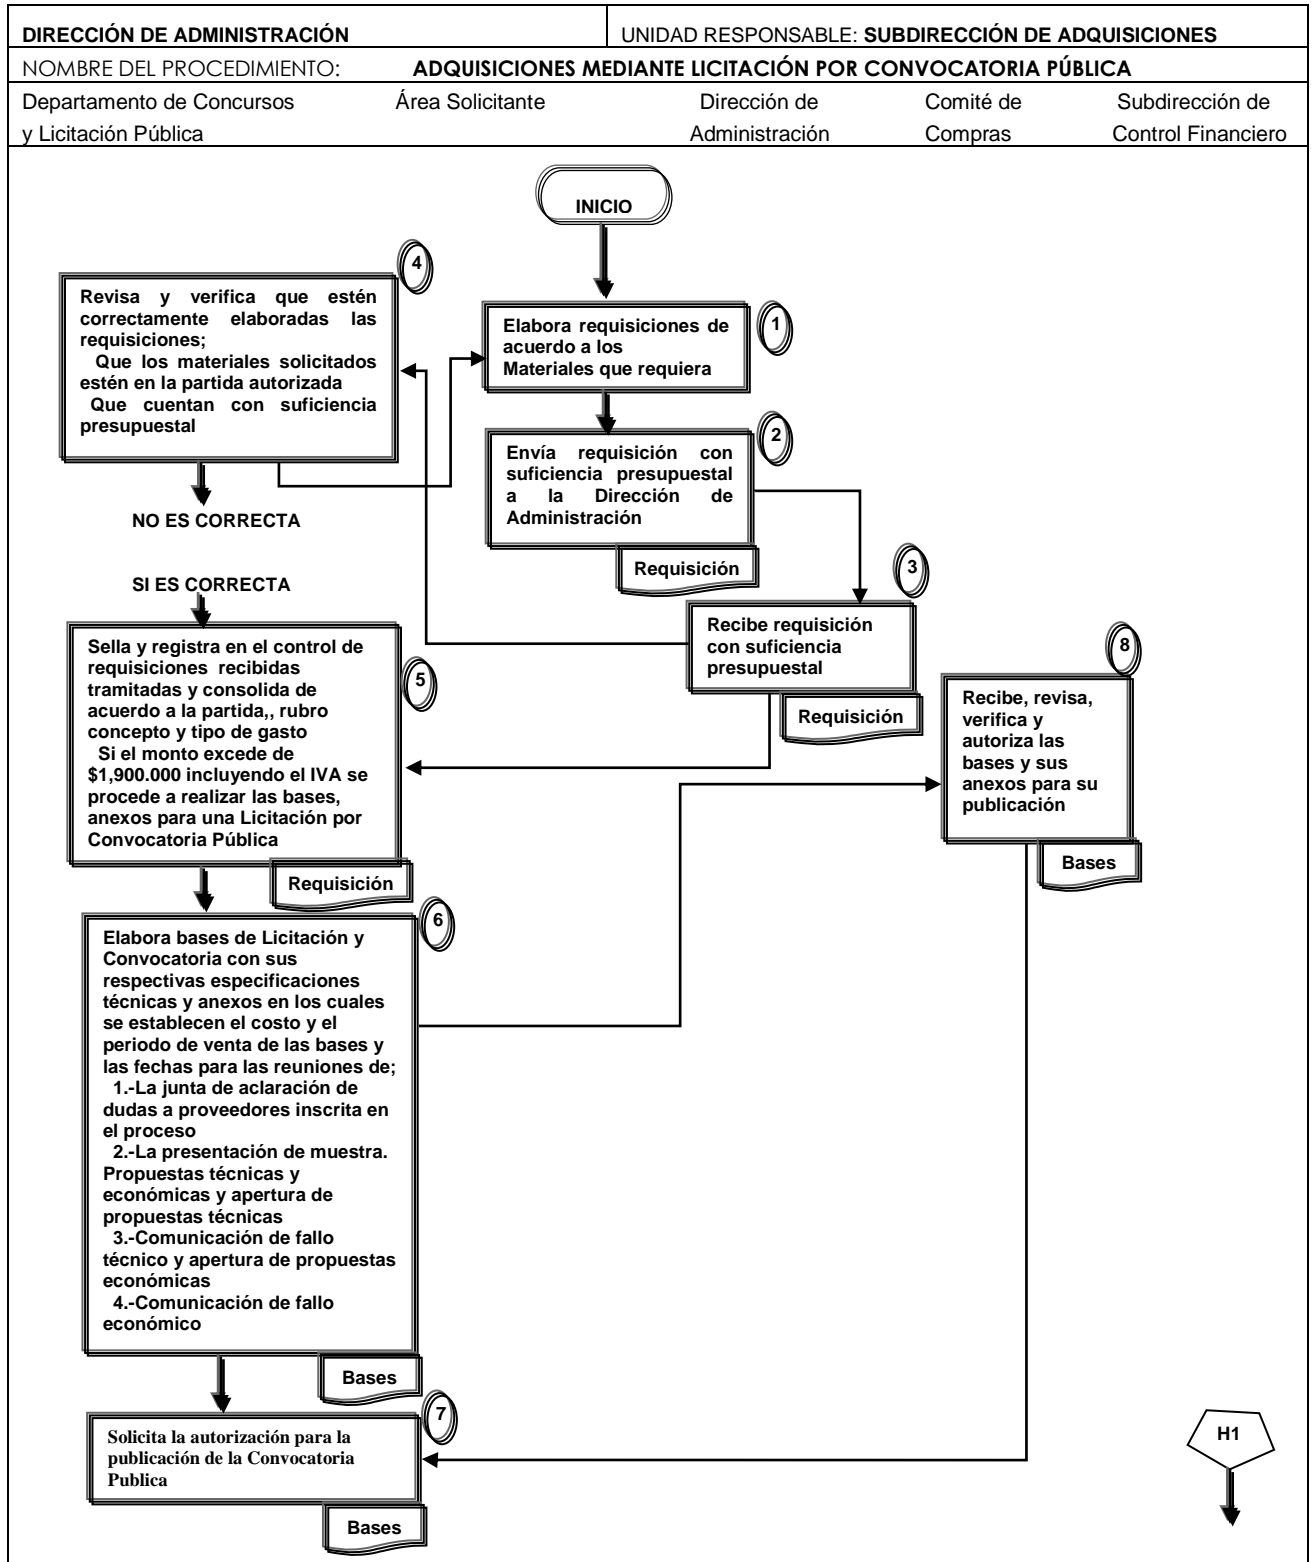 DIRECCIÓN DE ADMINISTRACIÓN
UNIDAD RESPONSABLE: SUBDIRECCIÓN DE ADQUISICIONES
NOMBRE DEL PROCEDIMIENTO: ADQUISICIONES MEDIANTE LICITACIÓN POR CONVOCATORIA PÚBLICA
Departamento de Concursos
y Licitación Pública
Área Solicitante
Dirección de
Administración
Comité de
Compras
Subdirección de
Control Financiero
INICIO
1
Elabora requisiciones de
acuerdo a los
Materiales que requiera
2
Envía requisición con
suficiencia presupuestal
a la Dirección de
Administración
Requisición
3
Recibe requisición
con suficiencia
presupuestal
Requisición
4
Revisa y verifica que estén
correctamente elaboradas las
requisiciones;
Que los materiales solicitados
estén en la partida autorizada
Que cuentan con suficiencia
presupuestal
NO ES CORRECTA
SI ES CORRECTA
5
Sella y registra en el control de
requisiciones recibidas
tramitadas y consolida de
acuerdo a la partida,, rubro
concepto y tipo de gasto
Si el monto excede de
$1,900.000 incluyendo el IVA se
procede a realizar las bases,
anexos para una Licitación por
Convocatoria Pública
Requisición
6
Elabora bases de Licitación y
Convocatoria con sus
respectivas especificaciones
técnicas y anexos en los cuales
se establecen el costo y el
periodo de venta de las bases y
las fechas para las reuniones de;
1.-La junta de aclaración de
dudas a proveedores inscrita en
el proceso
2.-La presentación de muestra.
Propuestas técnicas y
económicas y apertura de
propuestas técnicas
3.-Comunicación de fallo
técnico y apertura de propuestas
económicas
4.-Comunicación de fallo
económico
Bases
7
Solicita la autorización para la
publicación de la Convocatoria
Publica
Bases
8
Recibe, revisa,
verifica y
autoriza las
bases y sus
anexos para su
publicación
Bases
H1